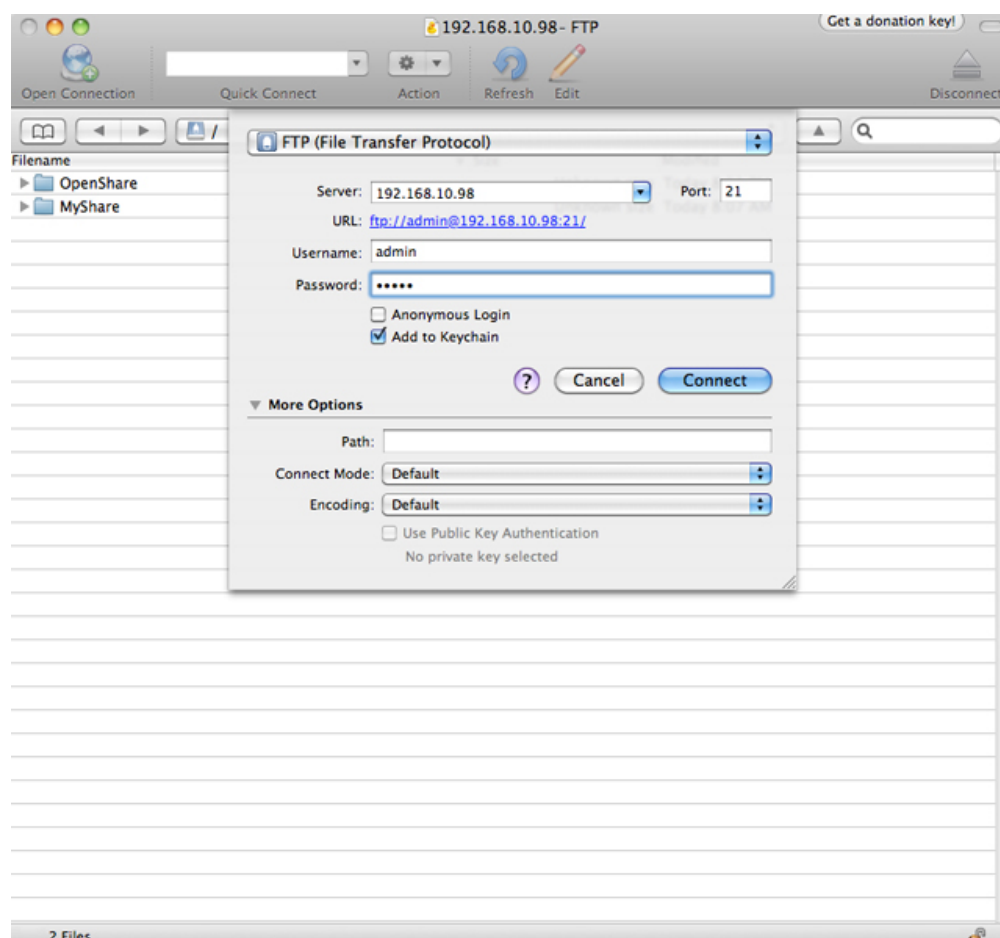 192.168.10.98– FTP
Get a donation key!
Open Connection
Quick Connect
Action
Refresh
Edit
Disconnect
/
FTP (File Transfer Protocol)
Filename
OpenShare
MyShare
Server: 192.168.10.98 Port: 21
URL: ftp://admin@192.168.10.98:21/
Username: admin
Password: •••••
Anonymous Login
Add to Keychain
? Cancel Connect
More Options
Path:
Connect Mode: Default
Encoding: Default
Use Public Key Authentication
No private key selected
2 Files